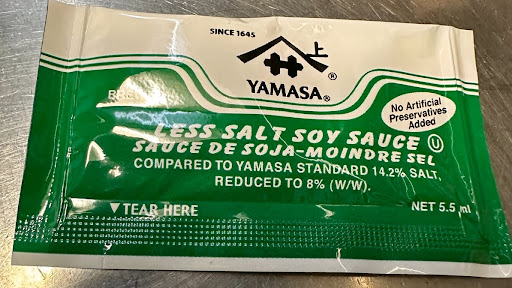 SINCE 1645
上
YAMASA®
No Artificial
Preservatives
Added
LESS SALT SOY SAUCE Ⓤ
SAUCE DE SOJA-MOINDRE SEL
COMPARED TO YAMASA STANDARD 14.2% SALT,
REDUCED TO 8% (W/W).
▼TEAR HERE
NET 5.5 ml